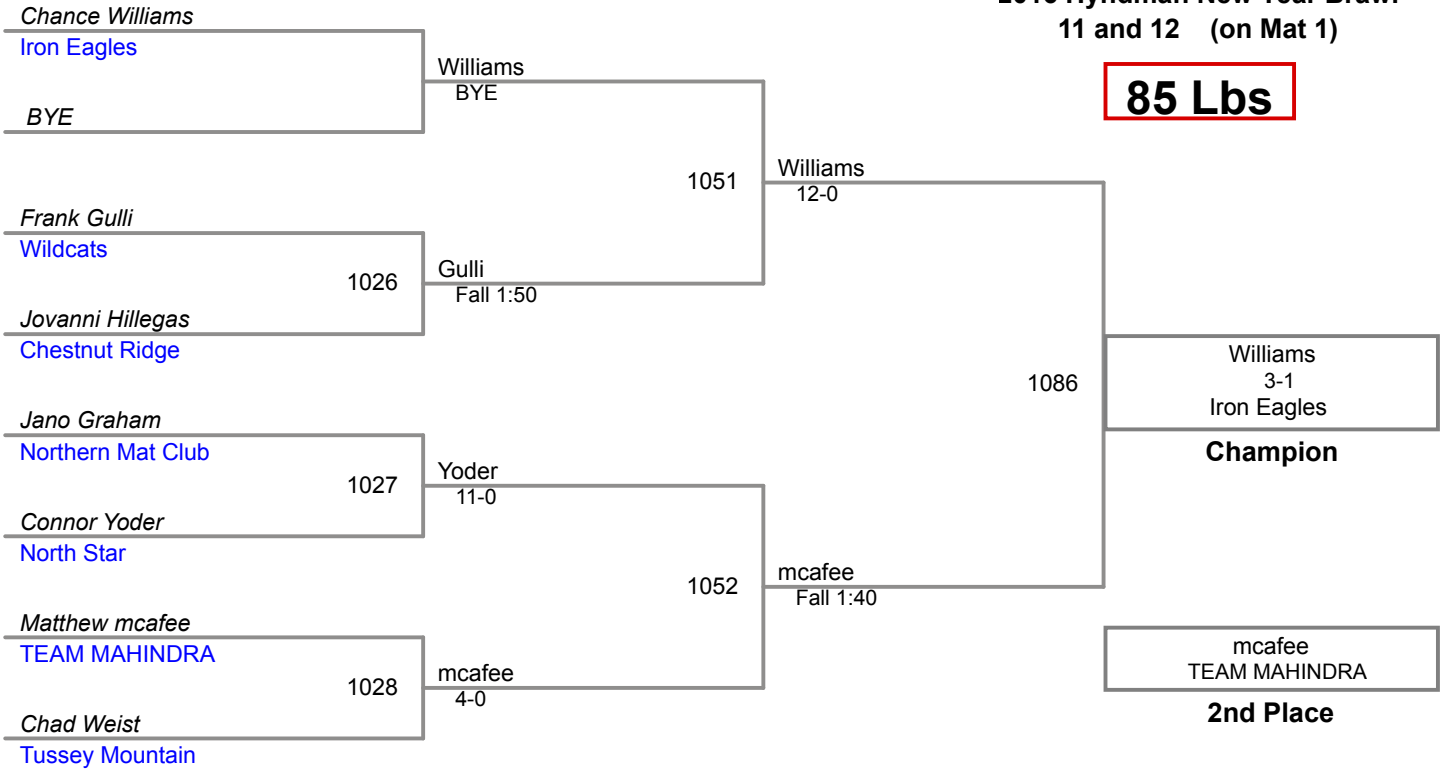 11 and 12 (on Mat 1)
85 Lbs
Chance Williams
Iron Eagles
BYE
Williams
BYE
Frank Gulli
Wildcats
1026
Jovanni Hillegas
Chestnut Ridge
Gulli
Fall 1:50
1051
Williams
12-0
Jano Graham
Northern Mat Club
1027
Connor Yoder
North Star
Yoder
11-0
Matthew mcafee
TEAM MAHINDRA
1028
Chad Weist
Tussey Mountain
mcafee
4-0
1052
mcafee
Fall 1:40
1086
Williams
3-1
Iron Eagles
Champion
mcafee
TEAM MAHINDRA
2nd Place